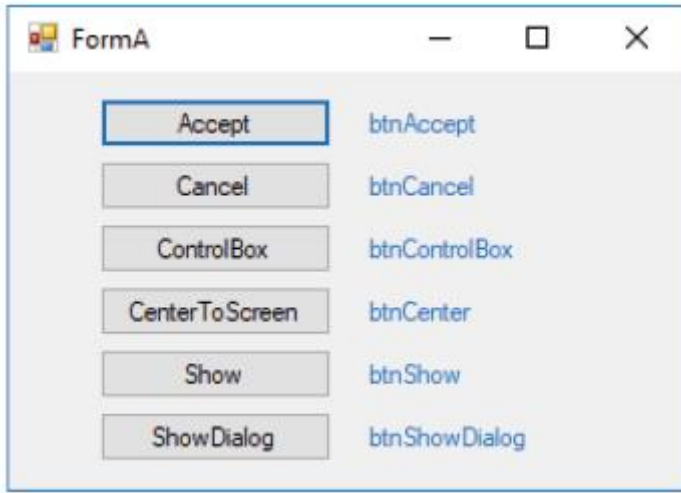 FormA
Accept btnAccept
Cancel btnCancel
ControlBox btnControlBox
CenterToScreen btnCenter
Show btnShow
ShowDialog btnShowDialog